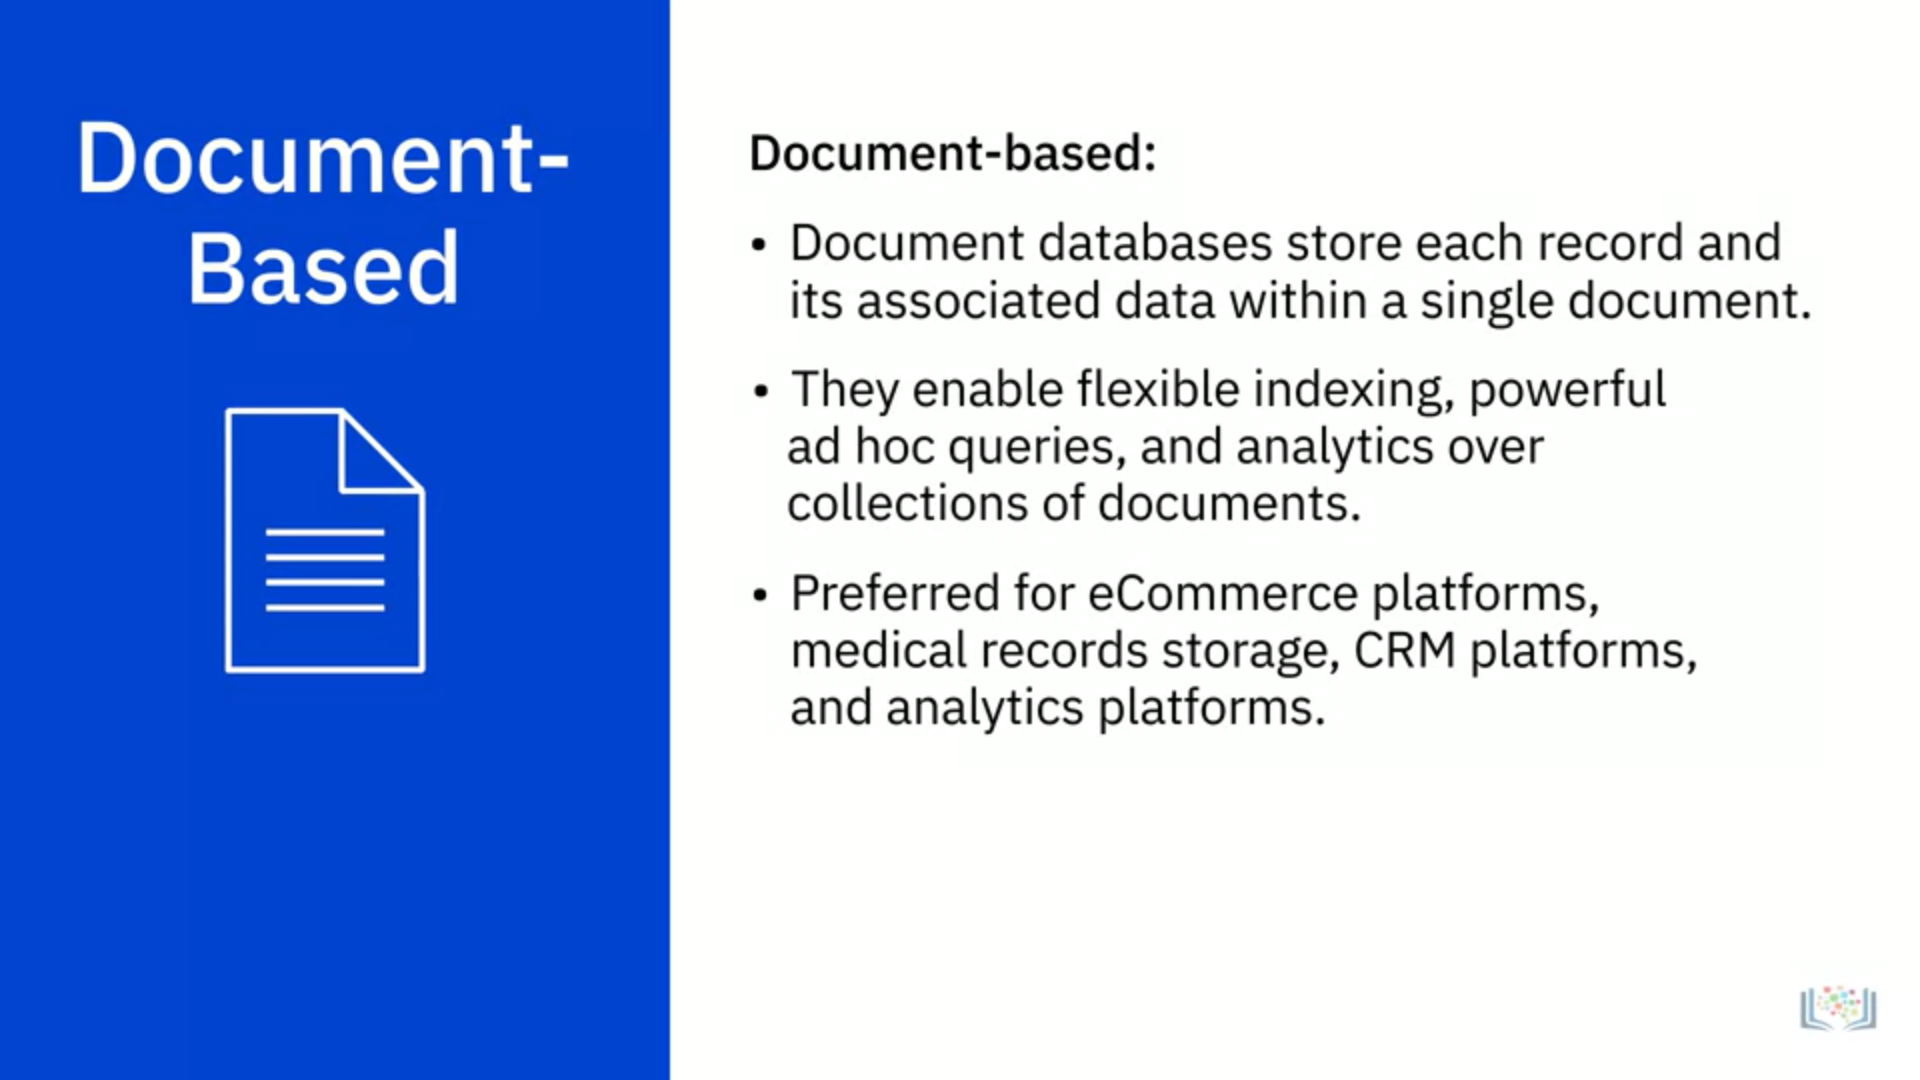 Document-
Based
Document-based:
• Document databases store each record and
its associated data within a single document.
• They enable flexible indexing, powerful
ad hoc queries, and analytics over
collections of documents.
• Preferred for eCommerce platforms,
medical records storage, CRM platforms,
and analytics platforms.